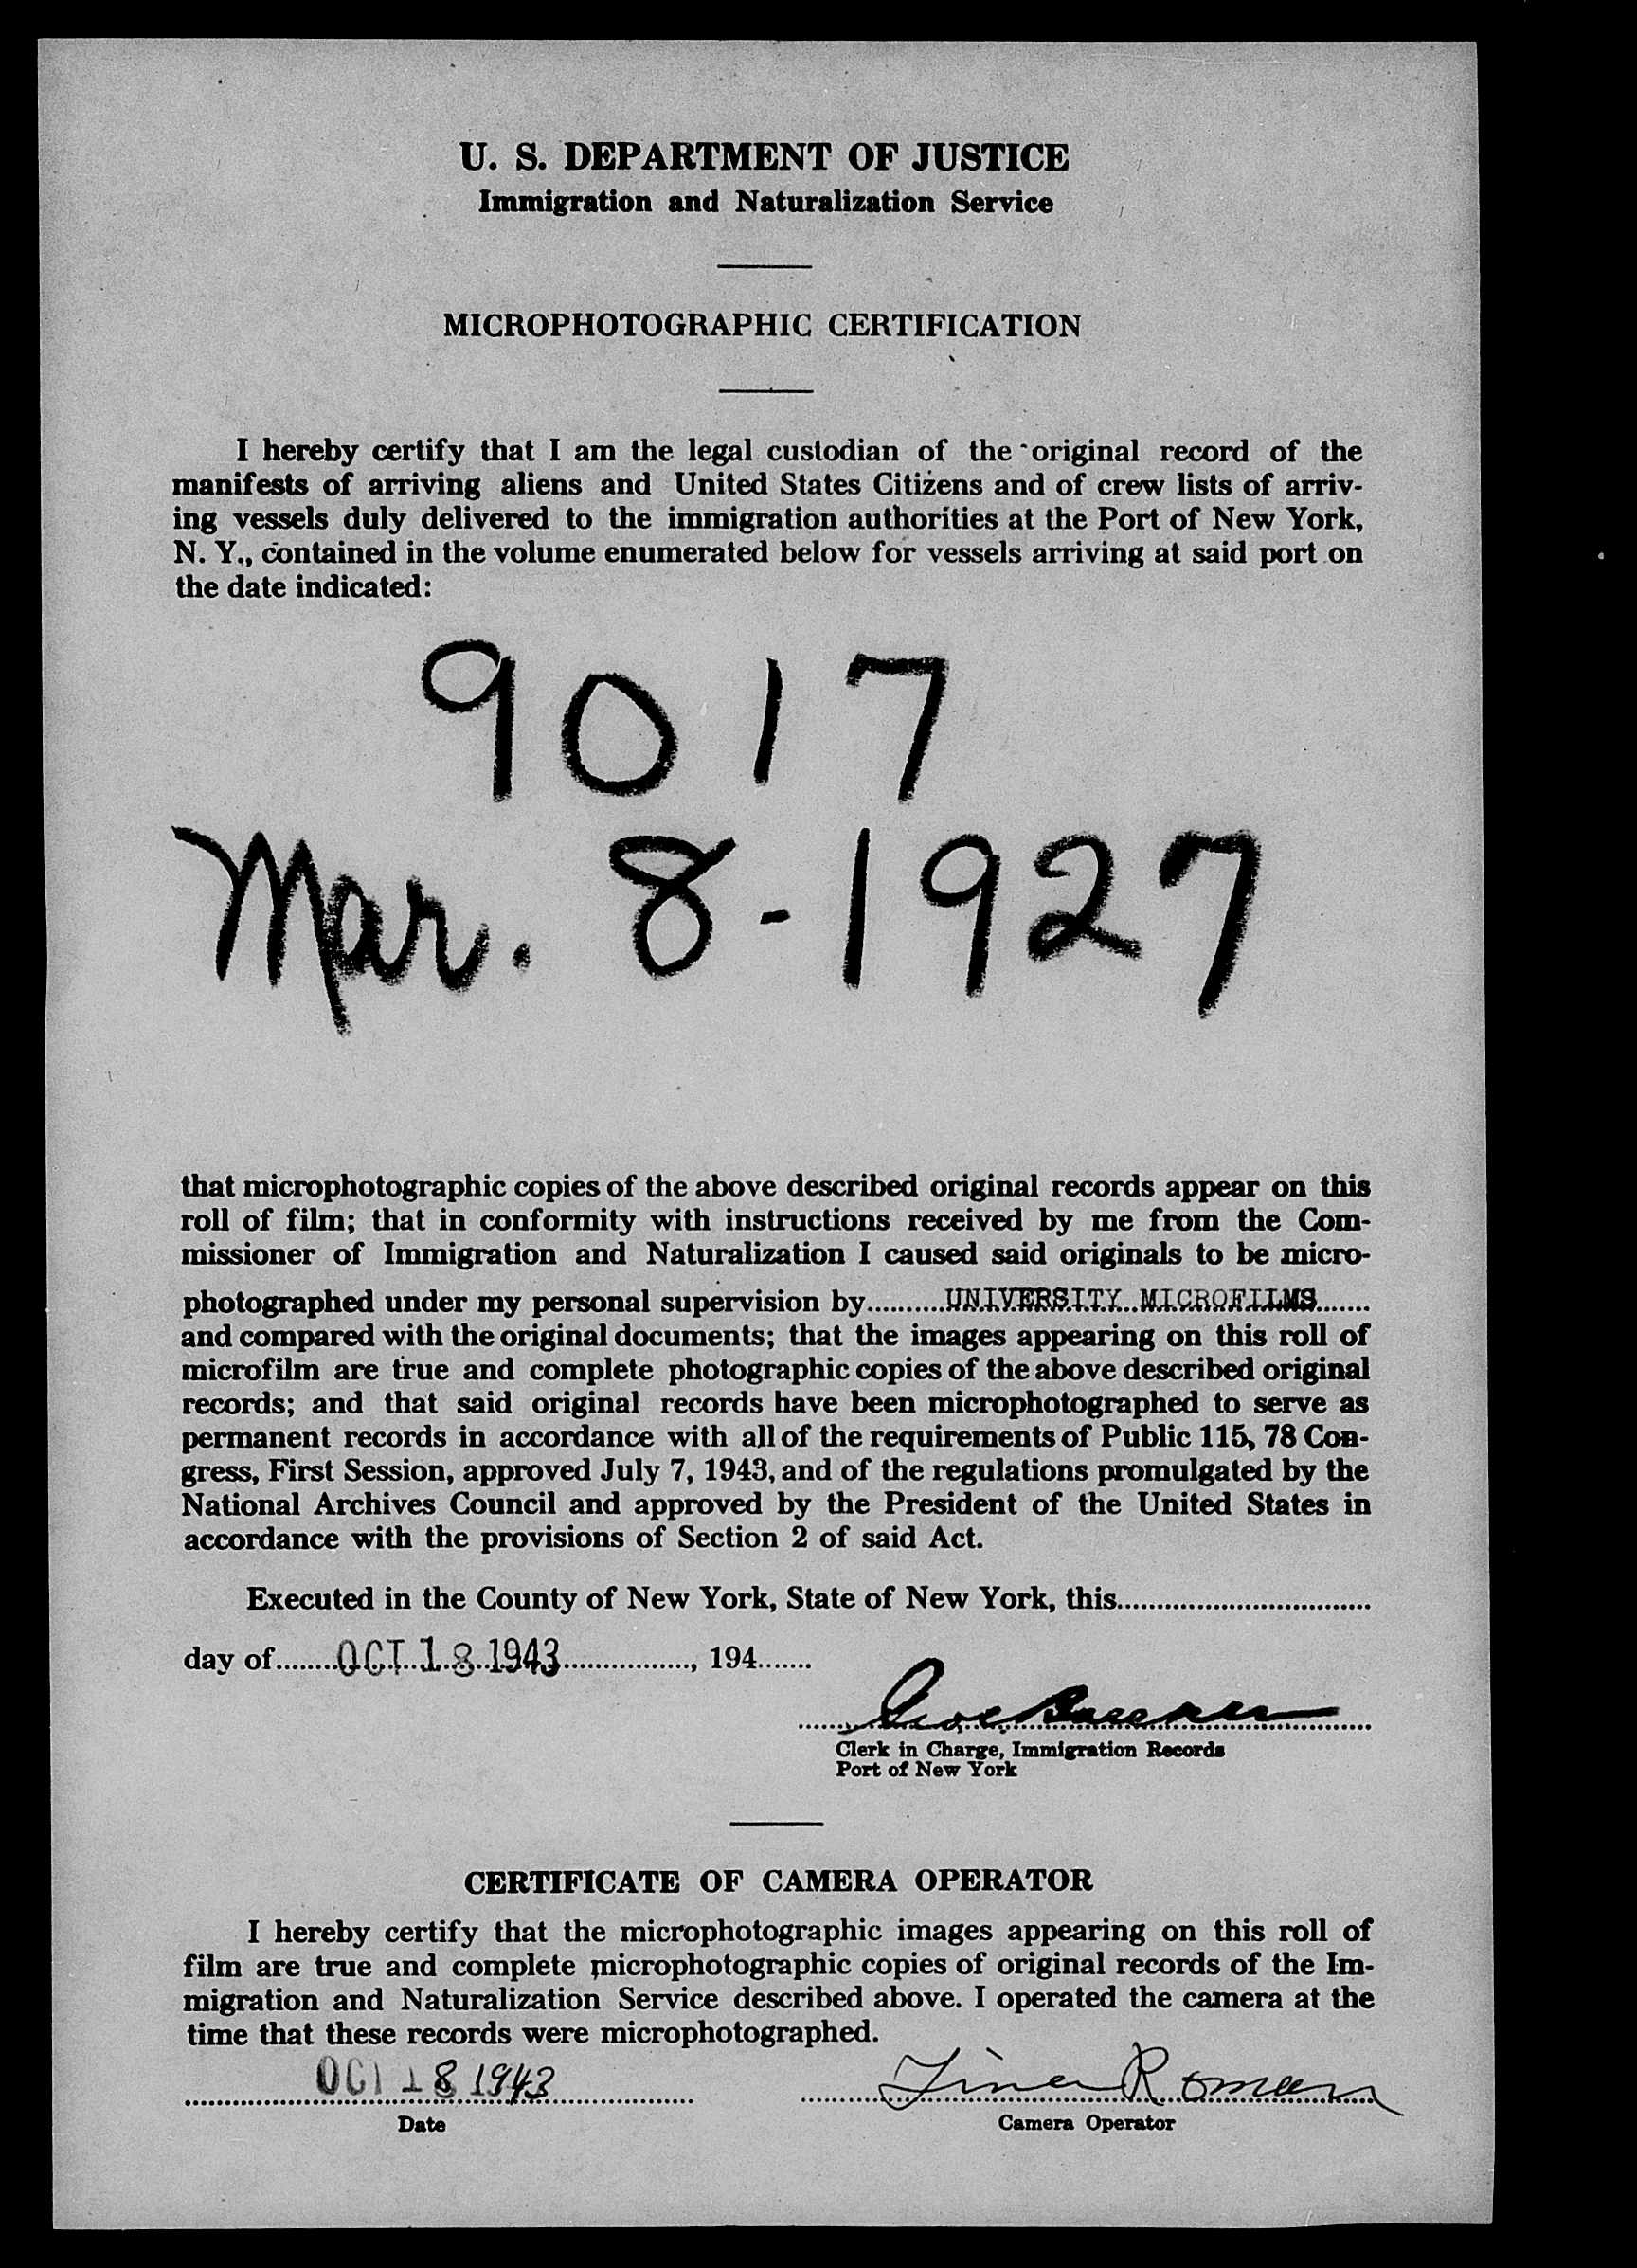 U. S. DEPARTMENT OF JUSTICE
Immigration and Naturalization Service
MICROPHOTOGRAPHIC CERTIFICATION
I hereby certify that I am the legal custodian of the original record of the
manifests of arriving aliens and United States Citizens and of crew lists of arriv-
ing vessels duly delivered to the immigration authorities at the Port of New York,
N. Y., contained in the volume enumerated below for vessels arriving at said port on
the date indicated:
9017
Mar. 8-1927
that microphotographic copies of the above described original records appear on this
roll of film; that in conformity with instructions received by me from the Com-
missioner of Immigration and Naturalization I caused said originals to be micro-
photographed under my personal supervision by UNIVERSITY MICROFILMS
and compared with the original documents; that the images appearing on this roll of
microfilm are true and complete photographic copies of the above described original
records; and that said original records have been microphotographed to serve as
permanent records in accordance with all of the requirements of Public 115, 78 Con-
gress, First Session, approved July 7, 1943, and of the regulations promulgated by the
National Archives Council and approved by the President of the United States in
accordance with the provisions of Section 2 of said Act.
Executed in the County of New York, State of New York, this
day of OCT 18 1943, 194
Clerk in Charge, Immigration Records
Port of New York
CERTIFICATE OF CAMERA OPERATOR
I hereby certify that the microphotographic images appearing on this roll of
film are true and complete microphotographic copies of original records of the Im-
migration and Naturalization Service described above. I operated the camera at the
time that these records were microphotographed.
OCT 18 1943
Date
Camera Operator